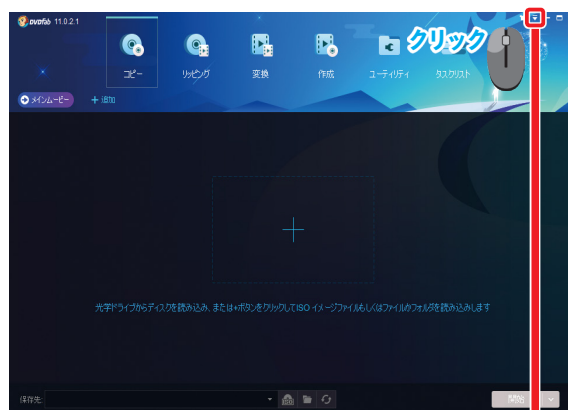 DVDFab 11.0.2.1
クリック
コピー
リッピング
変換
作成
ユーティリティ
タスクリスト
メインムービー
+ 追加
光学ドライブからディスクを読み込み、または+ボタンをクリックしてISO イメージファイルもしくはファイルかフォルダを読み込みします
保存先:
開始